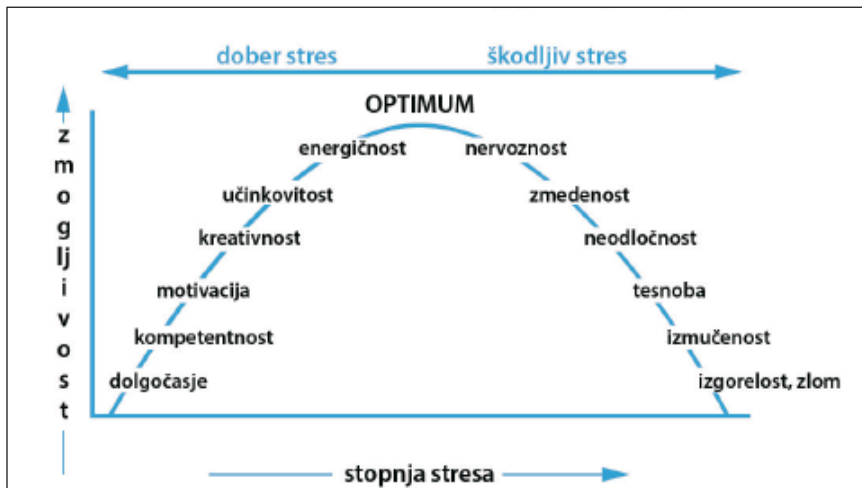 dober stres
škodljiv stres
OPTIMUM
zmogljivost
energičnost
nervoznost
učinkovitost
zmedenost
kreativnost
neodločnost
motivacija
tesnoba
kompetentnost
izmučenost
dolgočasje
izgorelost, zlom
stopnja stresa